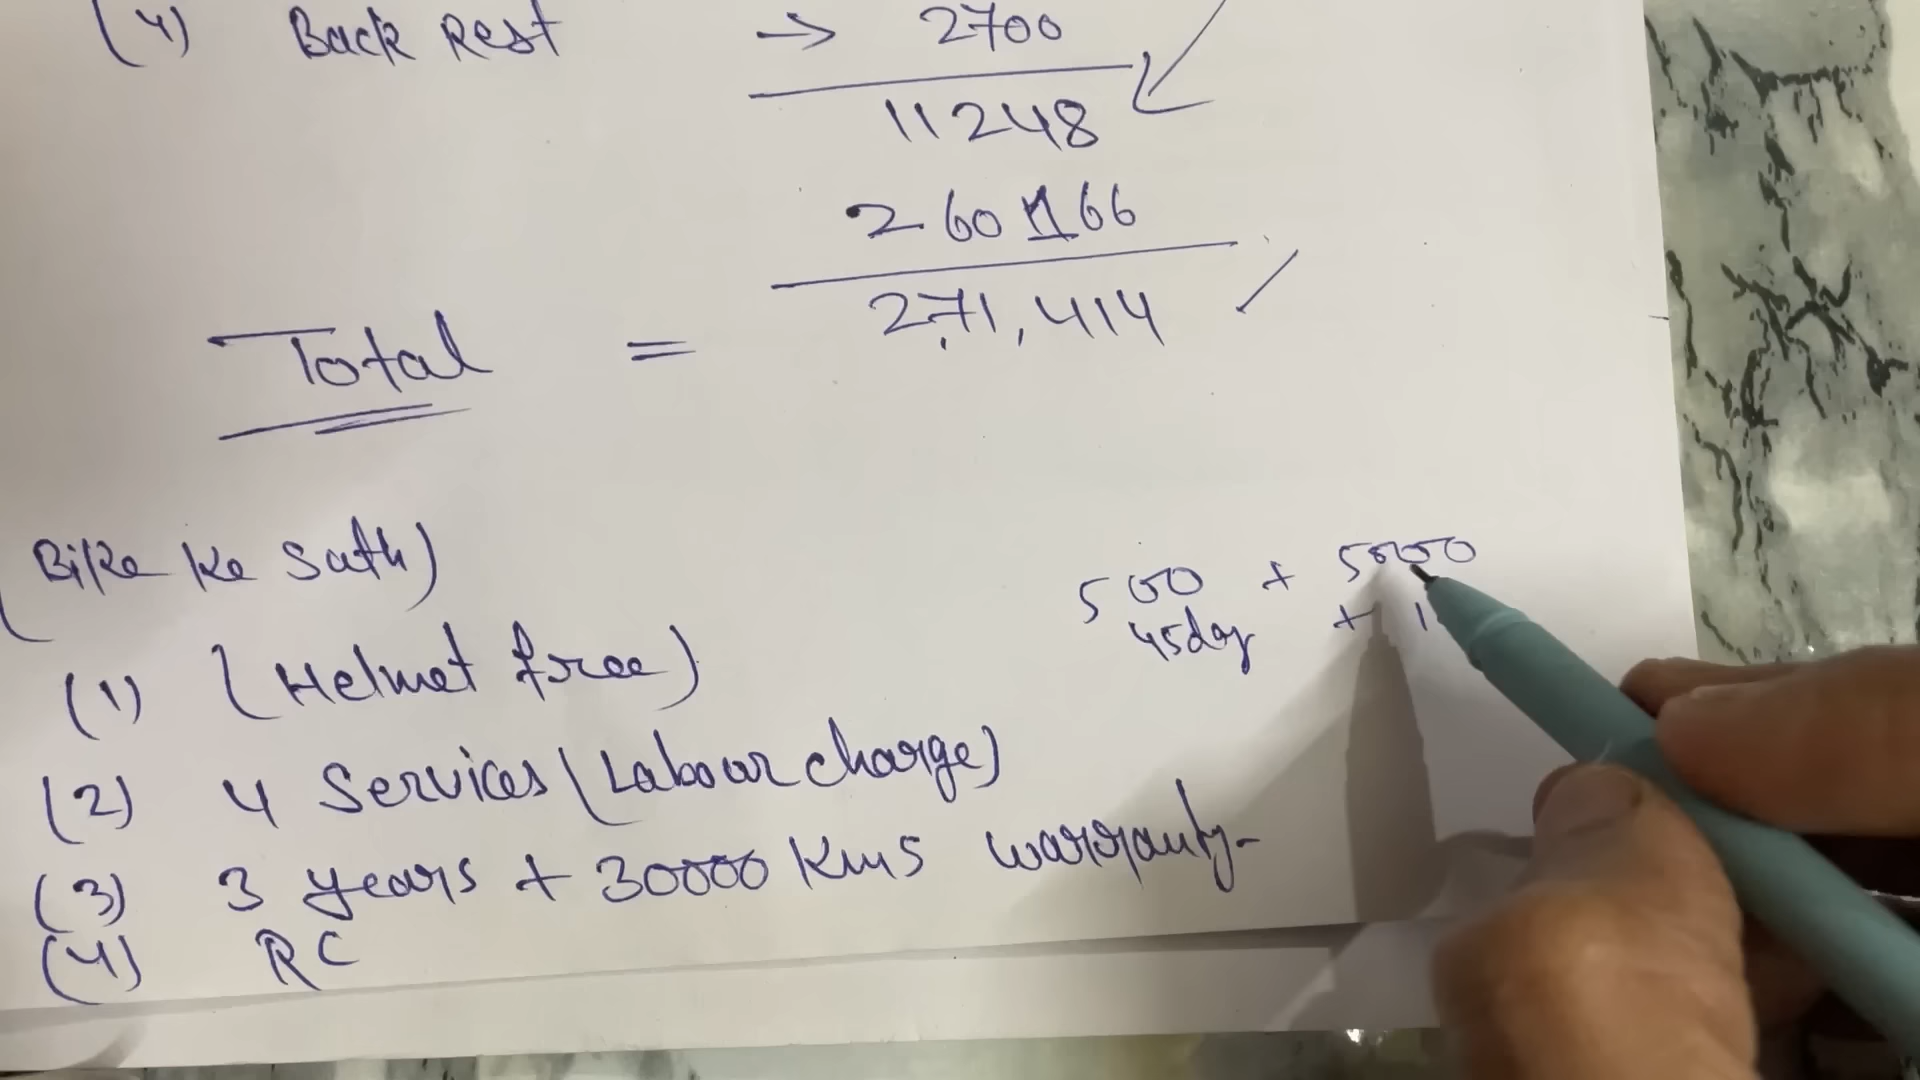 (4) Back Rest → 2700
11248
260166
Total = 271,414
(Bike Ke Sath)
500 + 5000
45day + 1
(1) (Helmet free)
(2) 4 Services (Labour charge)
(3) 3 years + 30000 Kms warranty-
(4) RC